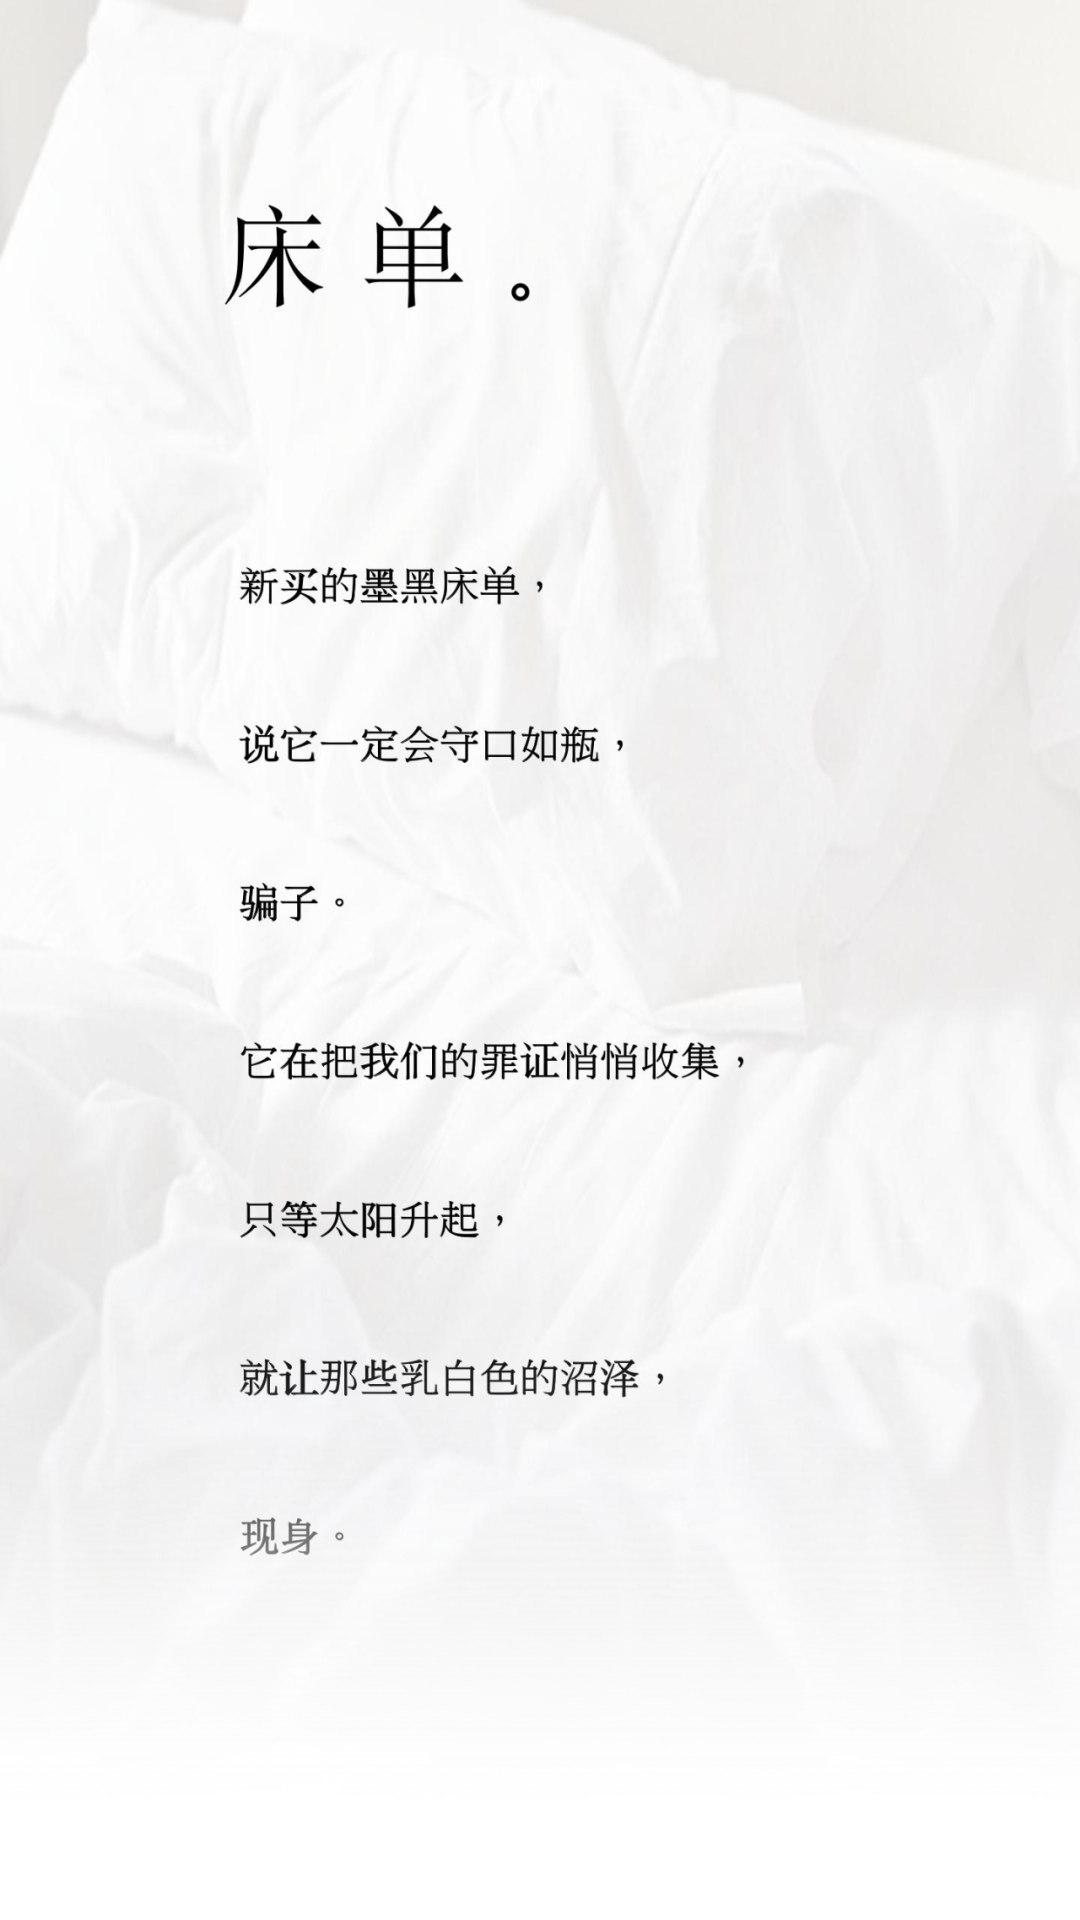 床单。
新买的墨黑床单，
说它一定会守口如瓶，
骗子。
它在把我们的罪证悄悄收集，
只等太阳升起，
就让那些乳白色的沼泽，
现身。